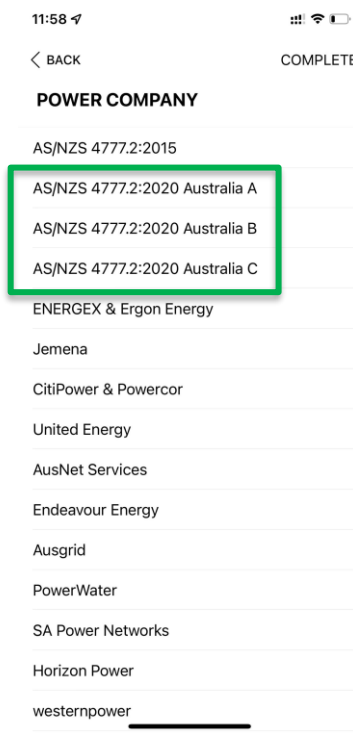 11:58
BACK
COMPLETE
POWER COMPANY
AS/NZS 4777.2:2015
AS/NZS 4777.2:2020 Australia A
AS/NZS 4777.2:2020 Australia B
AS/NZS 4777.2:2020 Australia C
ENERGEX & Ergon Energy
Jemena
CitiPower & Powercor
United Energy
AusNet Services
Endeavour Energy
Ausgrid
PowerWater
SA Power Networks
Horizon Power
westernpower